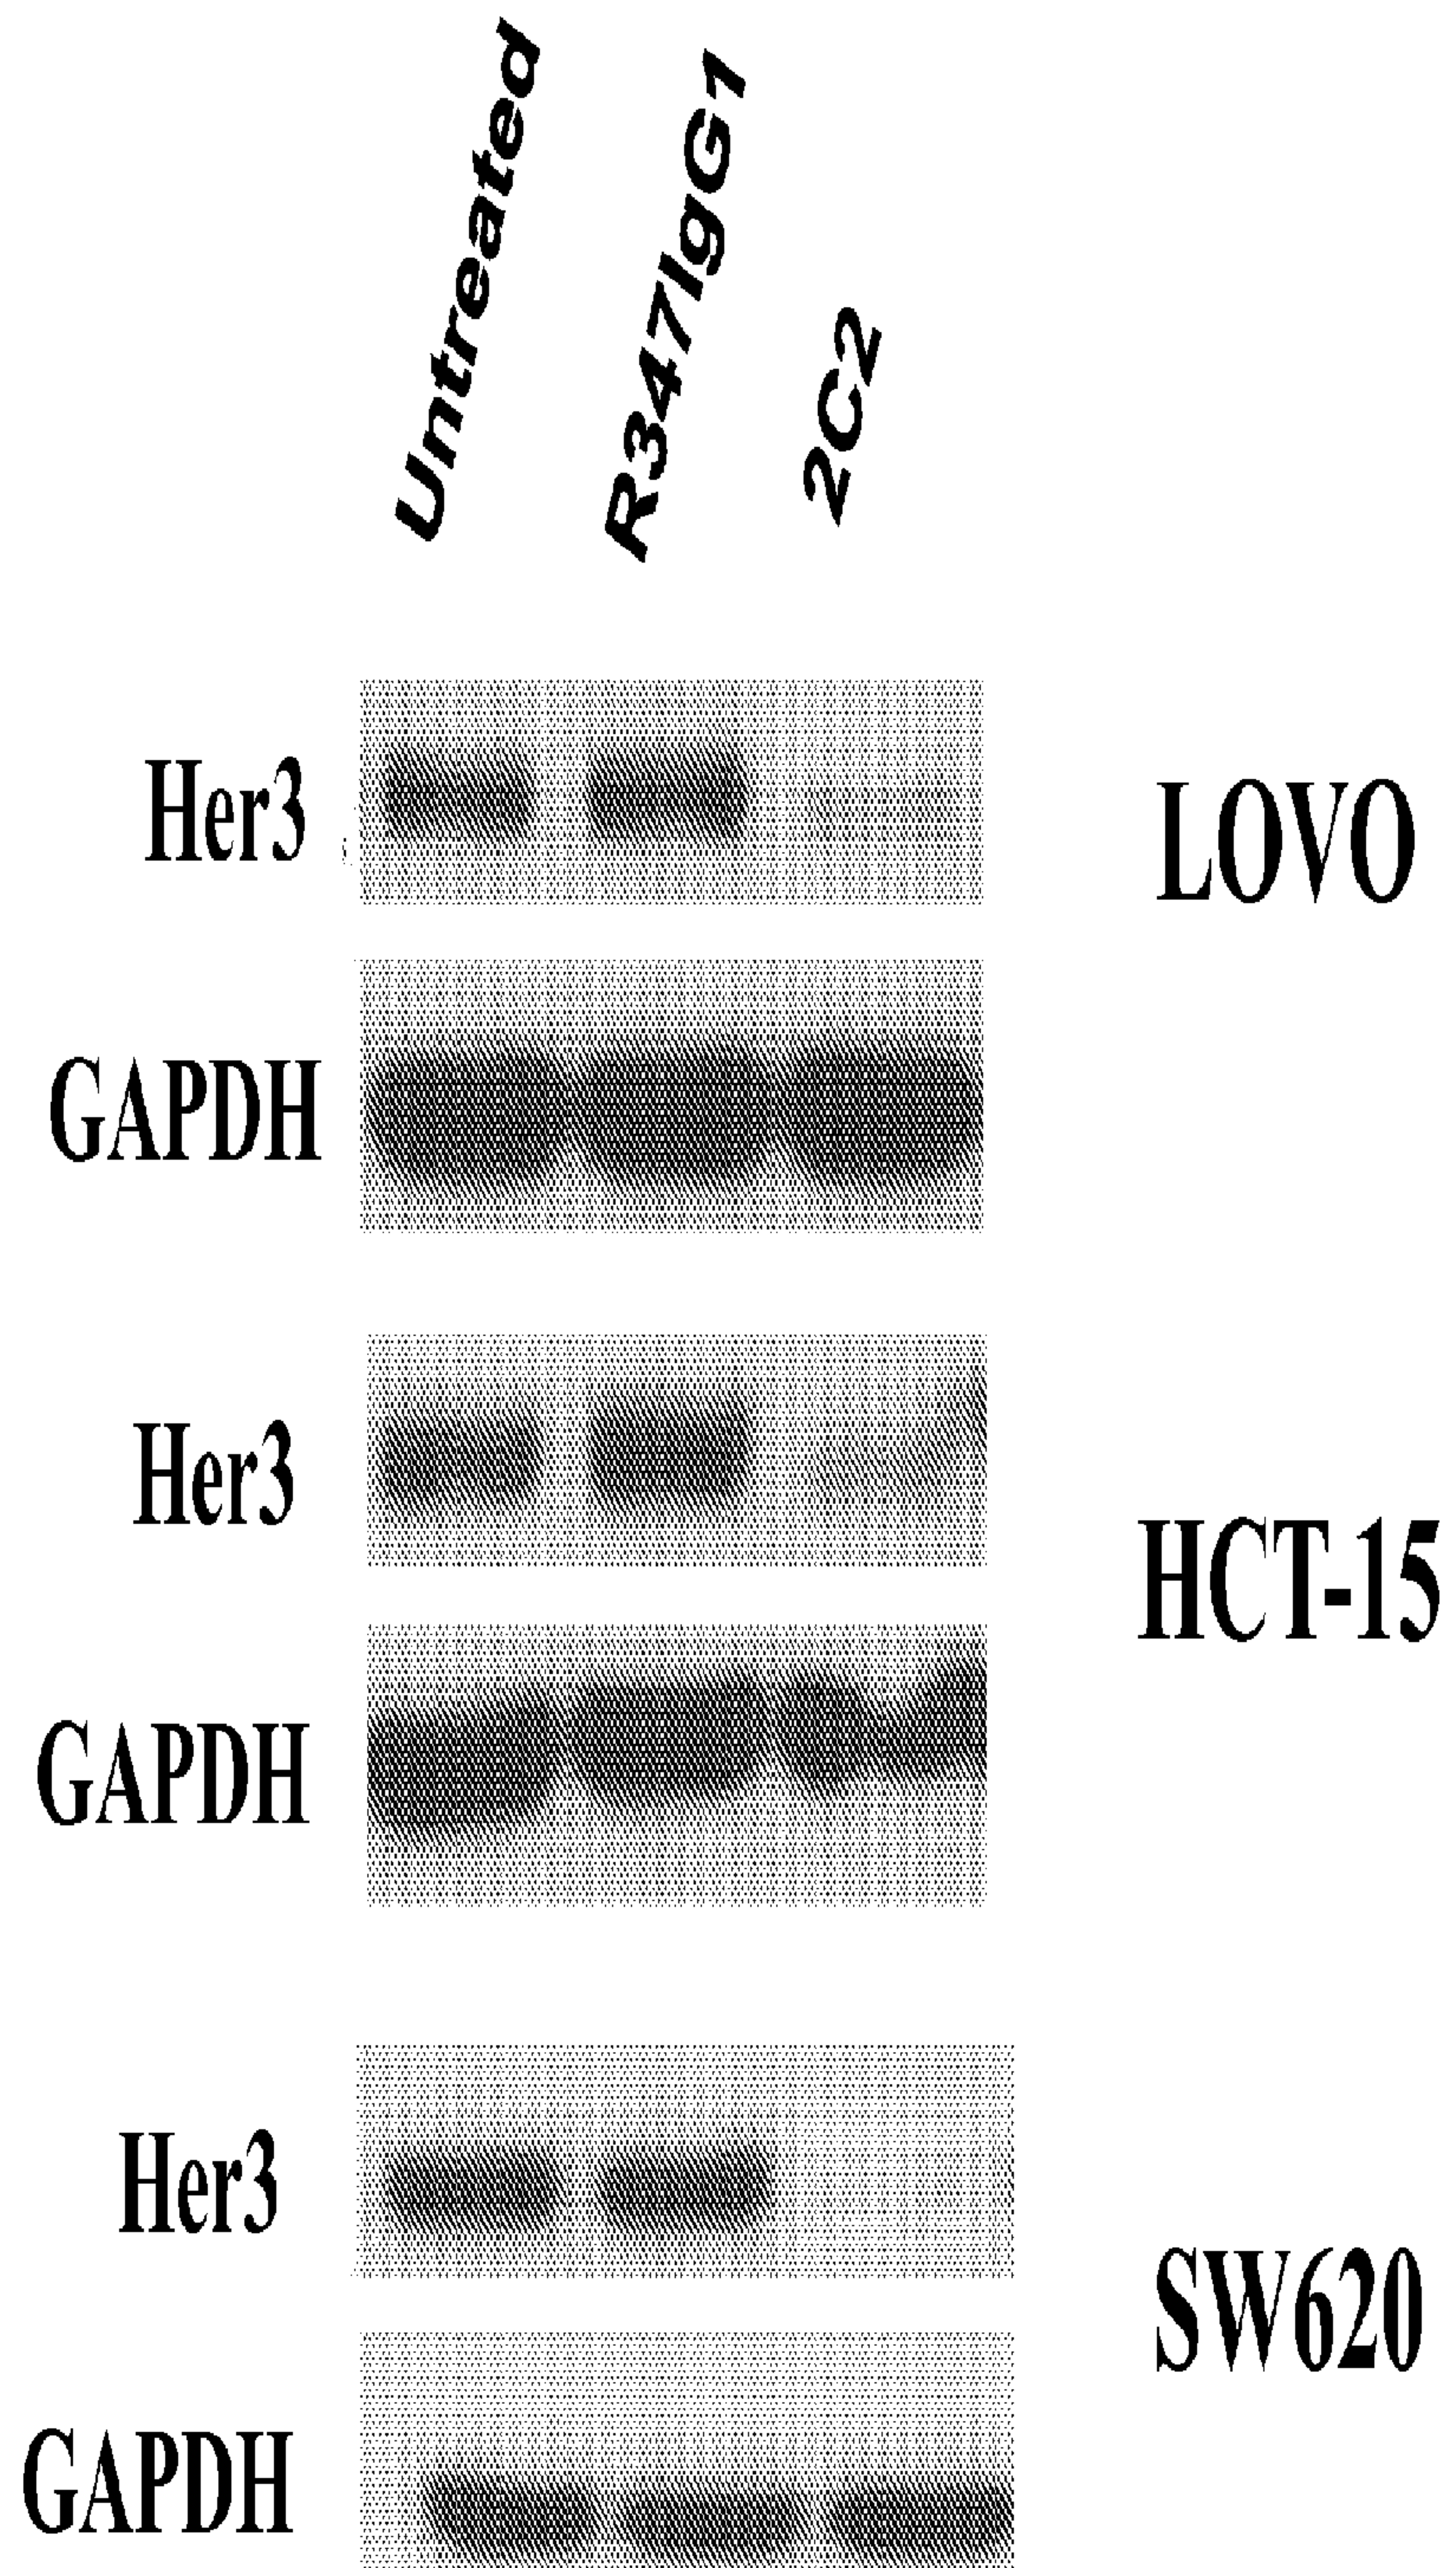 Untreated
R347IgG1
2C2
Her3
LOVO
GAPDH
Her3
HCT-15
GAPDH
Her3
SW620
GAPDH